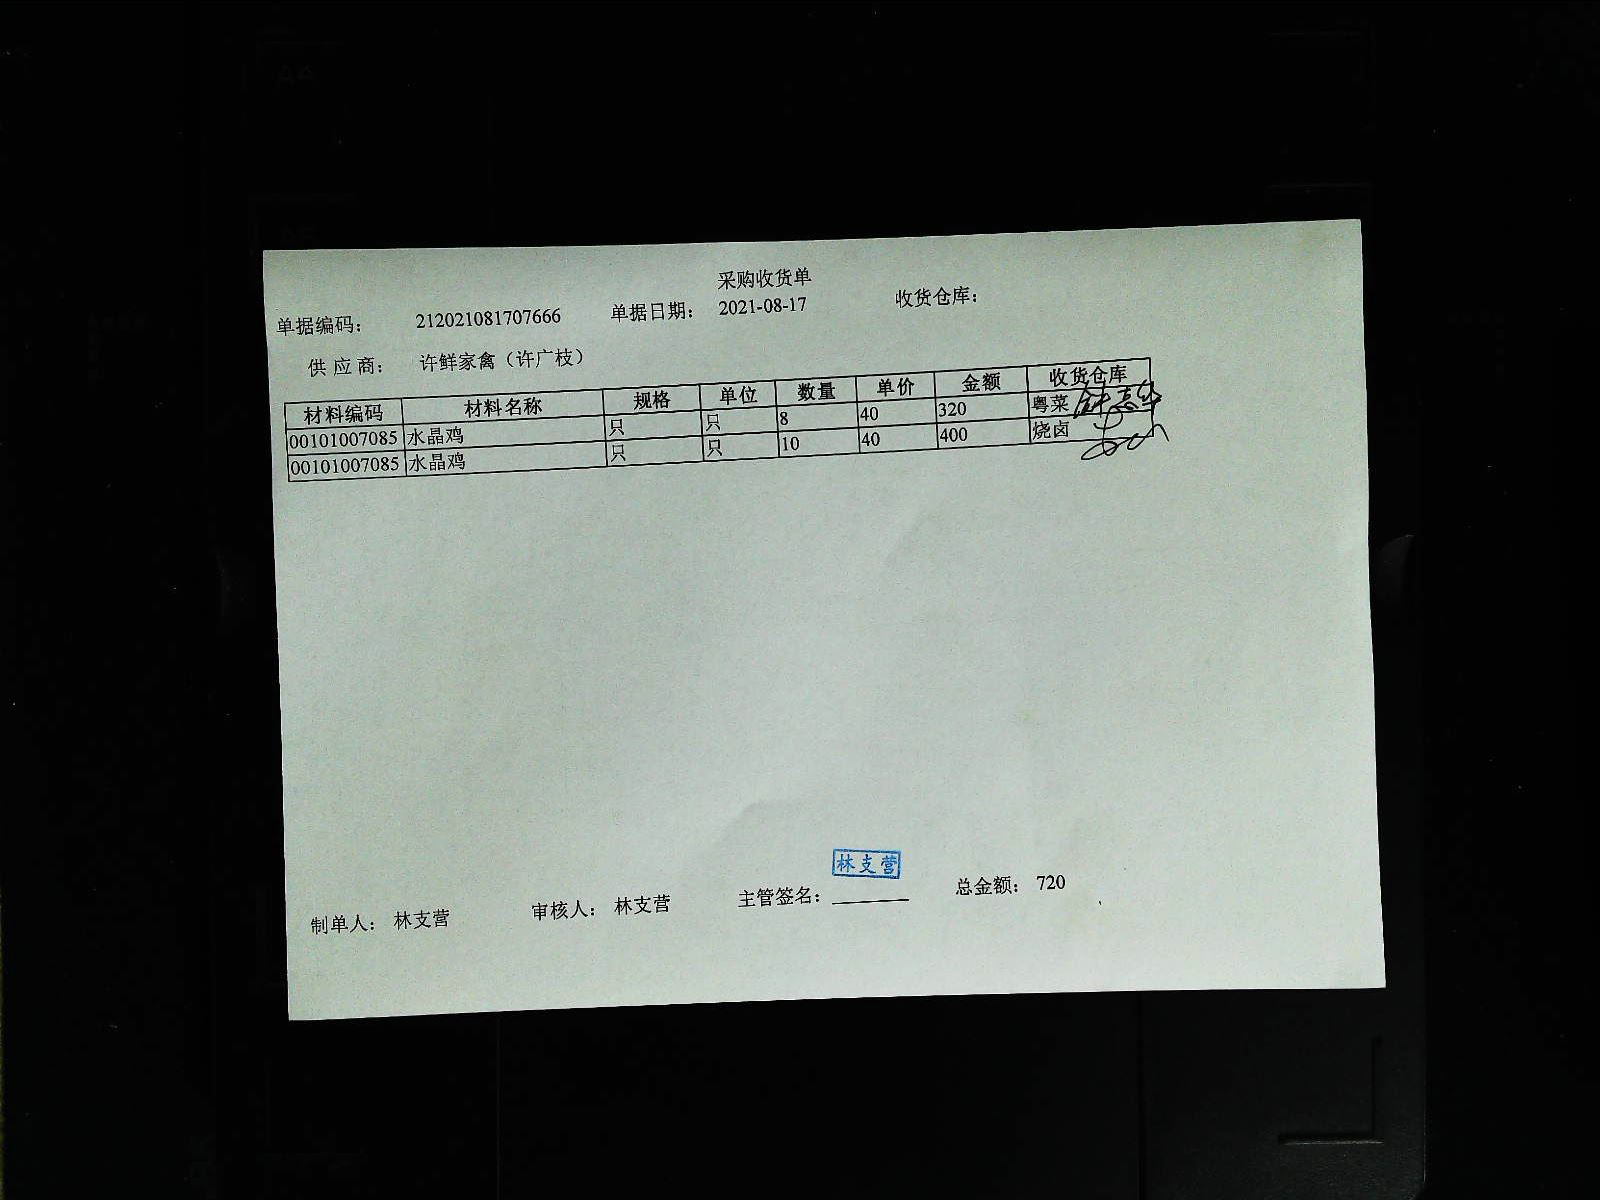 采购收货单
单据编码： 212021081707666 单据日期： 2021-08-17 收货仓库：
供 应 商： 许鲜家禽（许广枝）
材料编码 材料名称 规格 单位 数量 单价 金额 收货仓库
00101007085 水晶鸡 只 只 8 40 320 粤菜
00101007085 水晶鸡 只 只 10 40 400 烧卤
林支营
制单人： 林支营 审核人： 林支营 主管签名： 总金额： 720